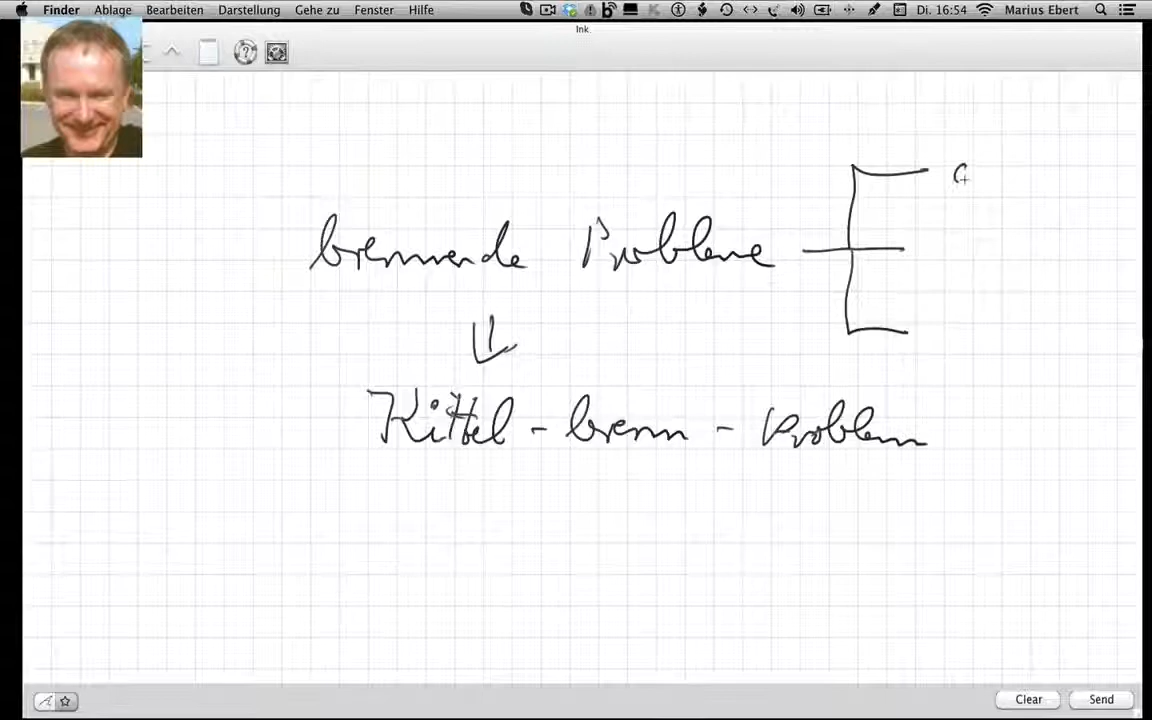 Finder Ablage Bearbeiten Darstellung Gehe zu Fenster Hilfe Di. 16:54 Marius Ebert
Ink
brennende Probleme
Kittel - brenn - Problem
Clear Send